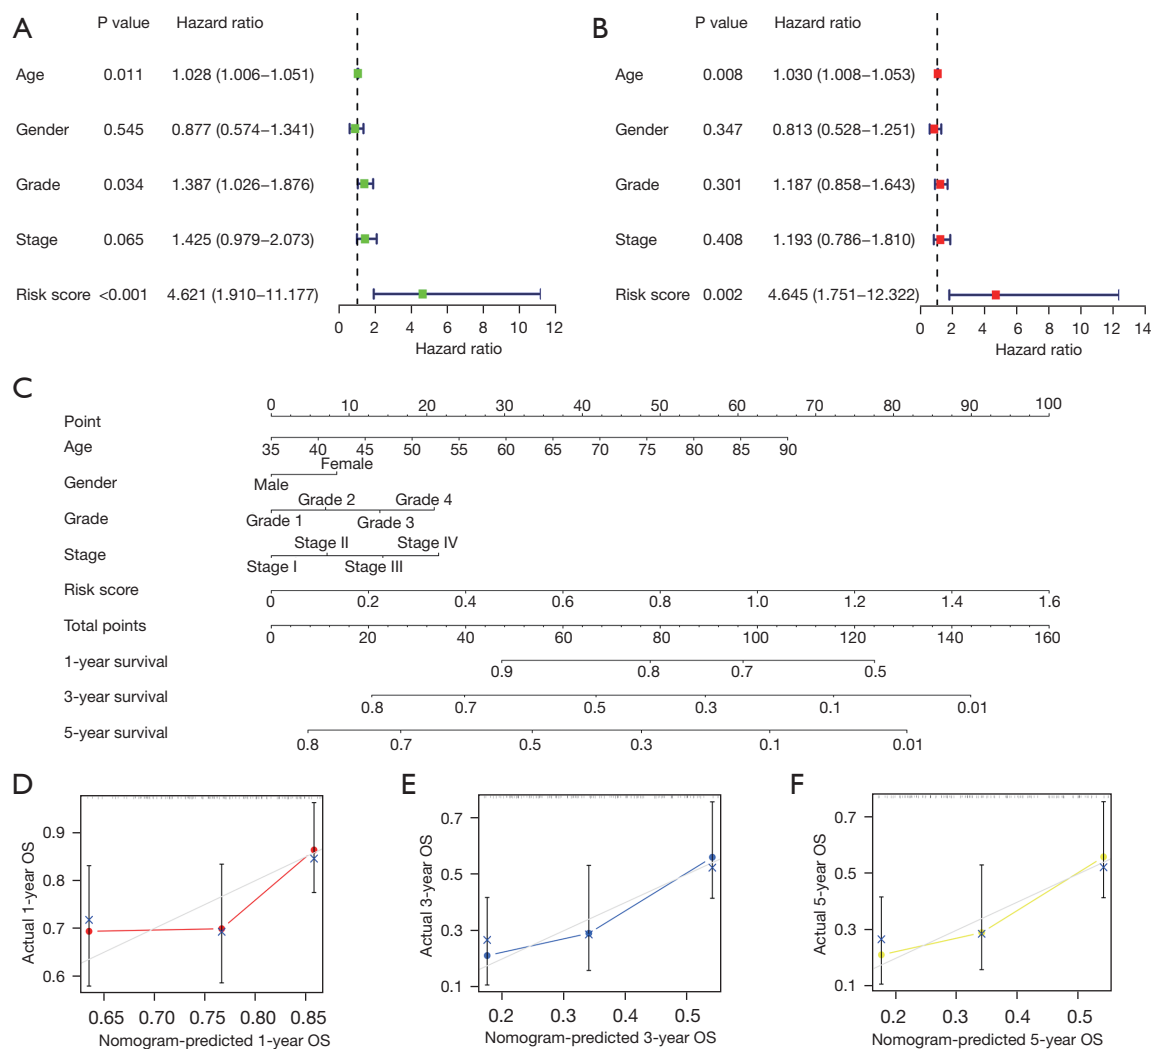 A B
P value Hazard ratio P value Hazard ratio
Age 0.011 1.028 (1.006–1.051) Age 0.008 1.030 (1.008–1.053)
Gender 0.545 0.877 (0.574–1.341) Gender 0.347 0.813 (0.528–1.251)
Grade 0.034 1.387 (1.026–1.876) Grade 0.301 1.187 (0.858–1.643)
Stage 0.065 1.425 (0.979–2.073) Stage 0.408 1.193 (0.786–1.810)
Risk score <0.001 4.621 (1.910–11.177) Risk score 0.002 4.645 (1.751–12.322)
0 2 4 6 8 10 12 0 2 4 6 8 10 12 14
Hazard ratio Hazard ratio
C
0 10 20 30 40 50 60 70 80 90 100
Point
Age
35 40 45 50 55 60 65 70 75 80 85 90
Female
Gender
Male
Grade 2 Grade 4
Grade
Grade 1 Grade 3
Stage II Stage IV
Stage
Stage I Stage III
Risk score
0 0.2 0.4 0.6 0.8 1.0 1.2 1.4 1.6
Total points
0 20 40 60 80 100 120 140 160
1-year survival
0.9 0.8 0.7 0.5
3-year survival
0.8 0.7 0.5 0.3 0.1 0.01
5-year survival
0.8 0.7 0.5 0.3 0.1 0.01
D
Actual 1-year OS
0.9
0.8
0.7
0.6
0.65 0.70 0.75 0.80 0.85
Nomogram-predicted 1-year OS
E
Actual 3-year OS
0.7
0.5
0.3
0.1
0.2 0.3 0.4 0.5
Nomogram-predicted 3-year OS
F
Actual 5-year OS
0.7
0.5
0.3
0.1
0.2 0.3 0.4 0.5
Nomogram-predicted 5-year OS